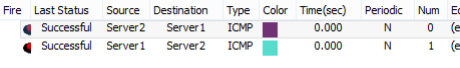 Fire Last Status Source Destination Type Color Time(sec) Periodic Num Ed
Successful Server2 Server1 ICMP 0.000 N 0 (e
Successful Server1 Server2 ICMP 0.000 N 1 (e